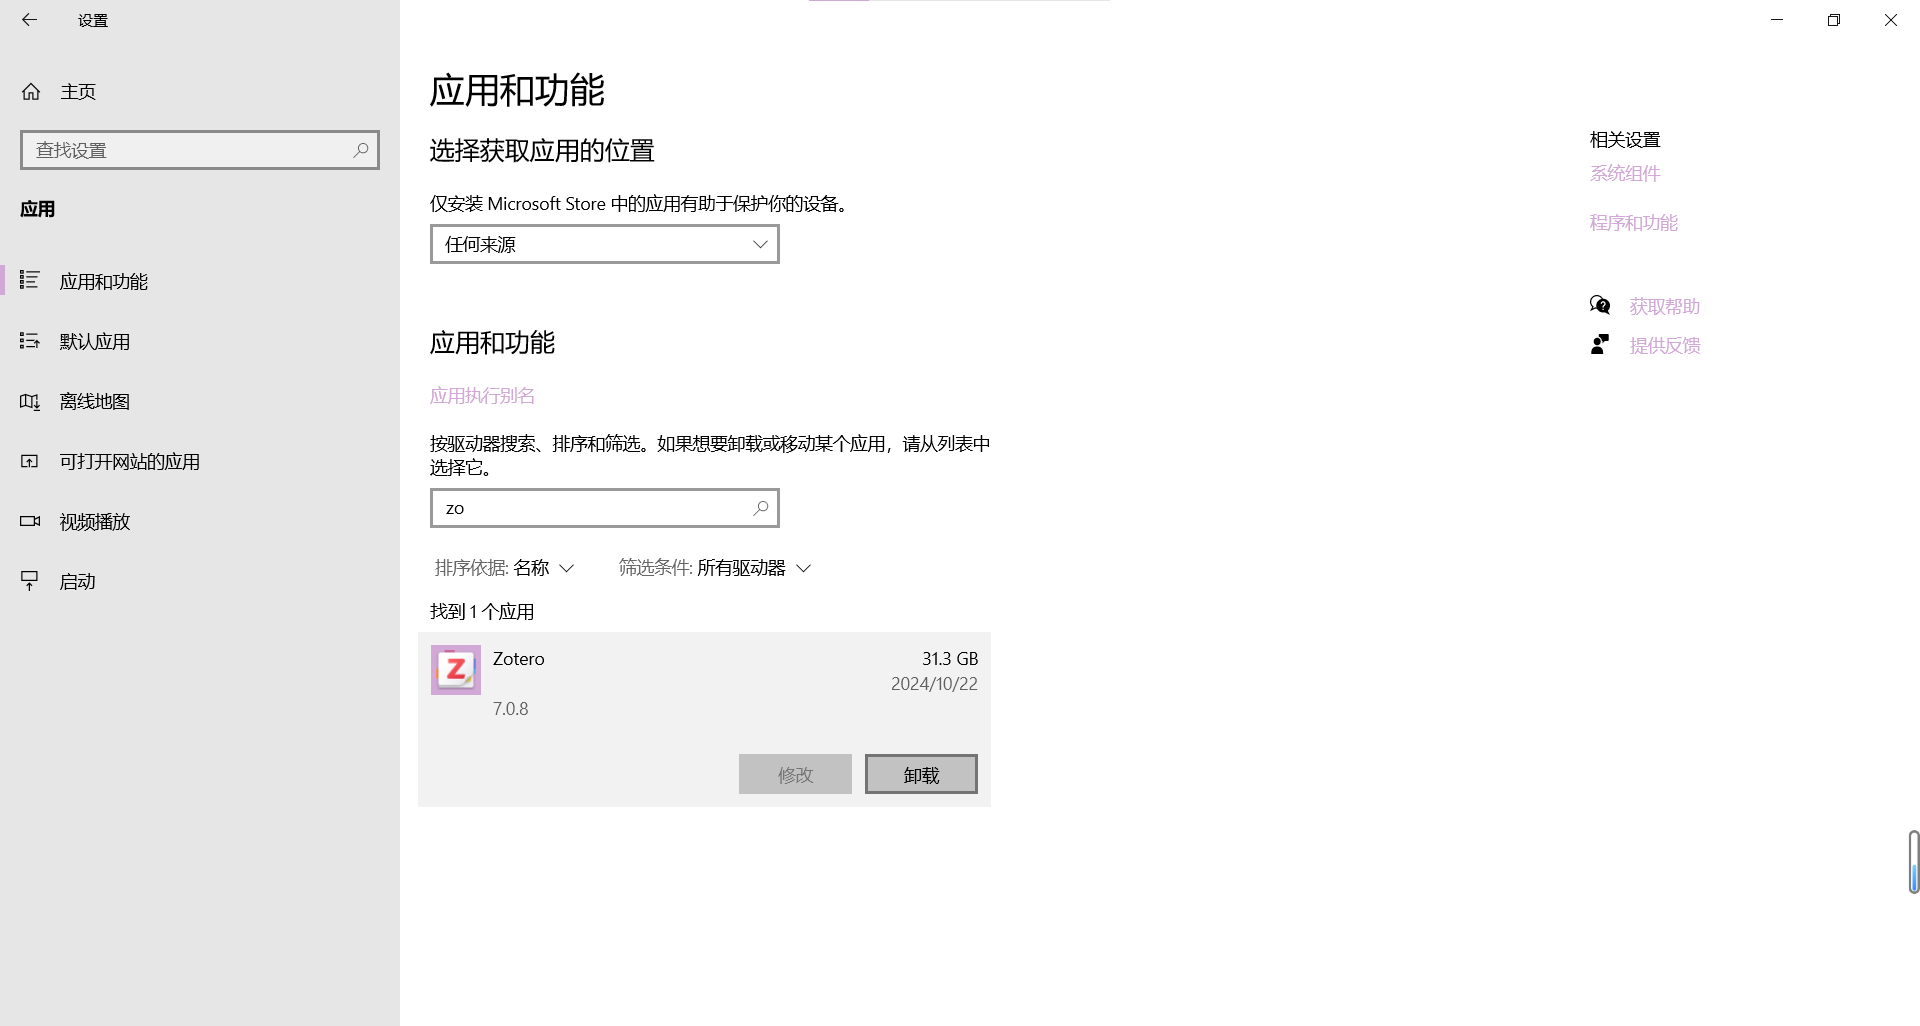 设置
主页
查找设置
应用
应用和功能
默认应用
离线地图
可打开网站的应用
视频播放
启动
应用和功能
选择获取应用的位置
仅安装 Microsoft Store 中的应用有助于保护你的设备。
任何来源
应用和功能
应用执行别名
按驱动器搜索、排序和筛选。如果想要卸载或移动某个应用，请从列表中
选择它。
zo
排序依据: 名称 筛选条件: 所有驱动器
找到 1 个应用
Z
Zotero 31.3 GB
2024/10/22
7.0.8
修改 卸载
相关设置
系统组件
程序和功能
获取帮助
提供反馈